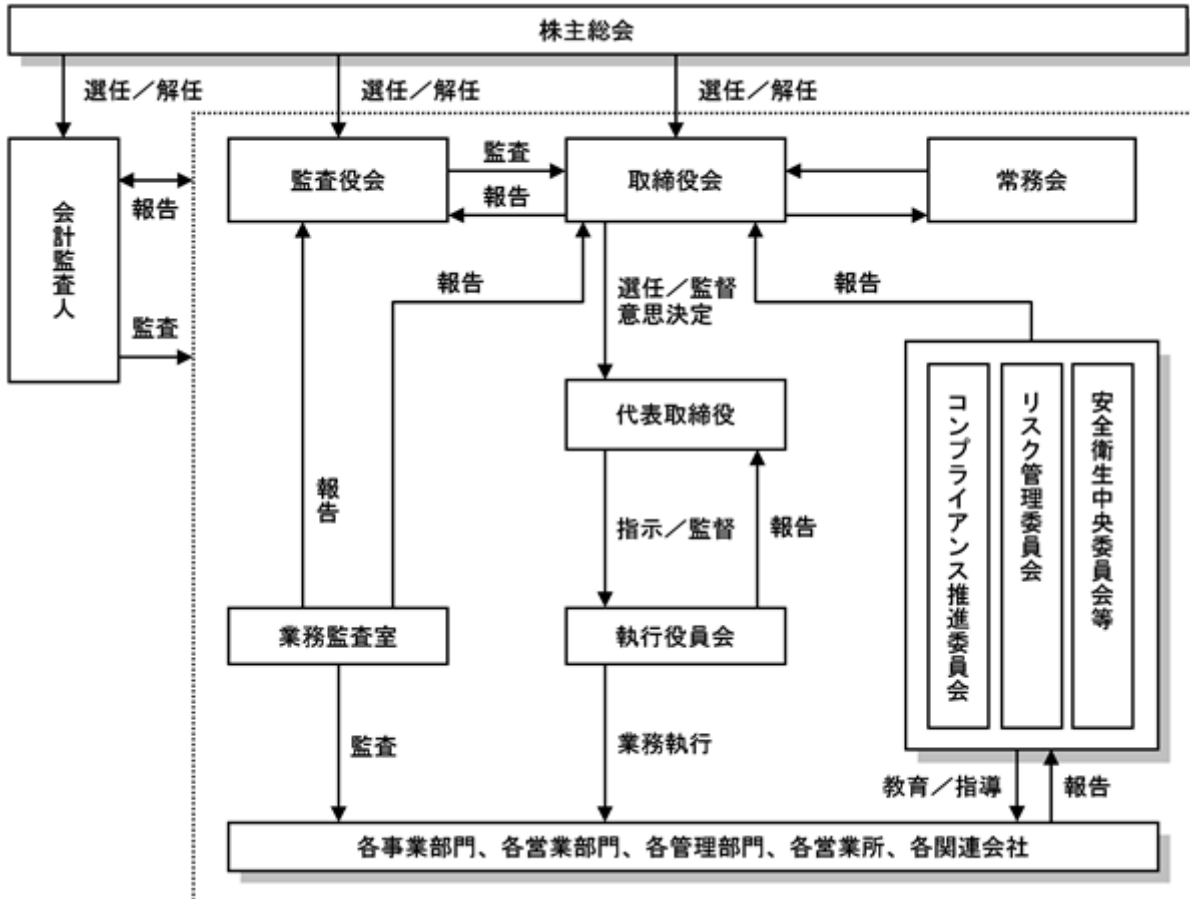 株主総会
選任／解任
選任／解任
選任／解任
監査役会
監査
報告
取締役会
常務会
会計監査人
報告
監査
報告
選任／監督
意思決定
報告
代表取締役
コンプライアンス推進委員会
リスク管理委員会
安全衛生中央委員会等
報告
指示／監督
報告
業務監査室
執行役員会
監査
業務執行
教育／指導
報告
各事業部門、各営業部門、各管理部門、各営業所、各関連会社